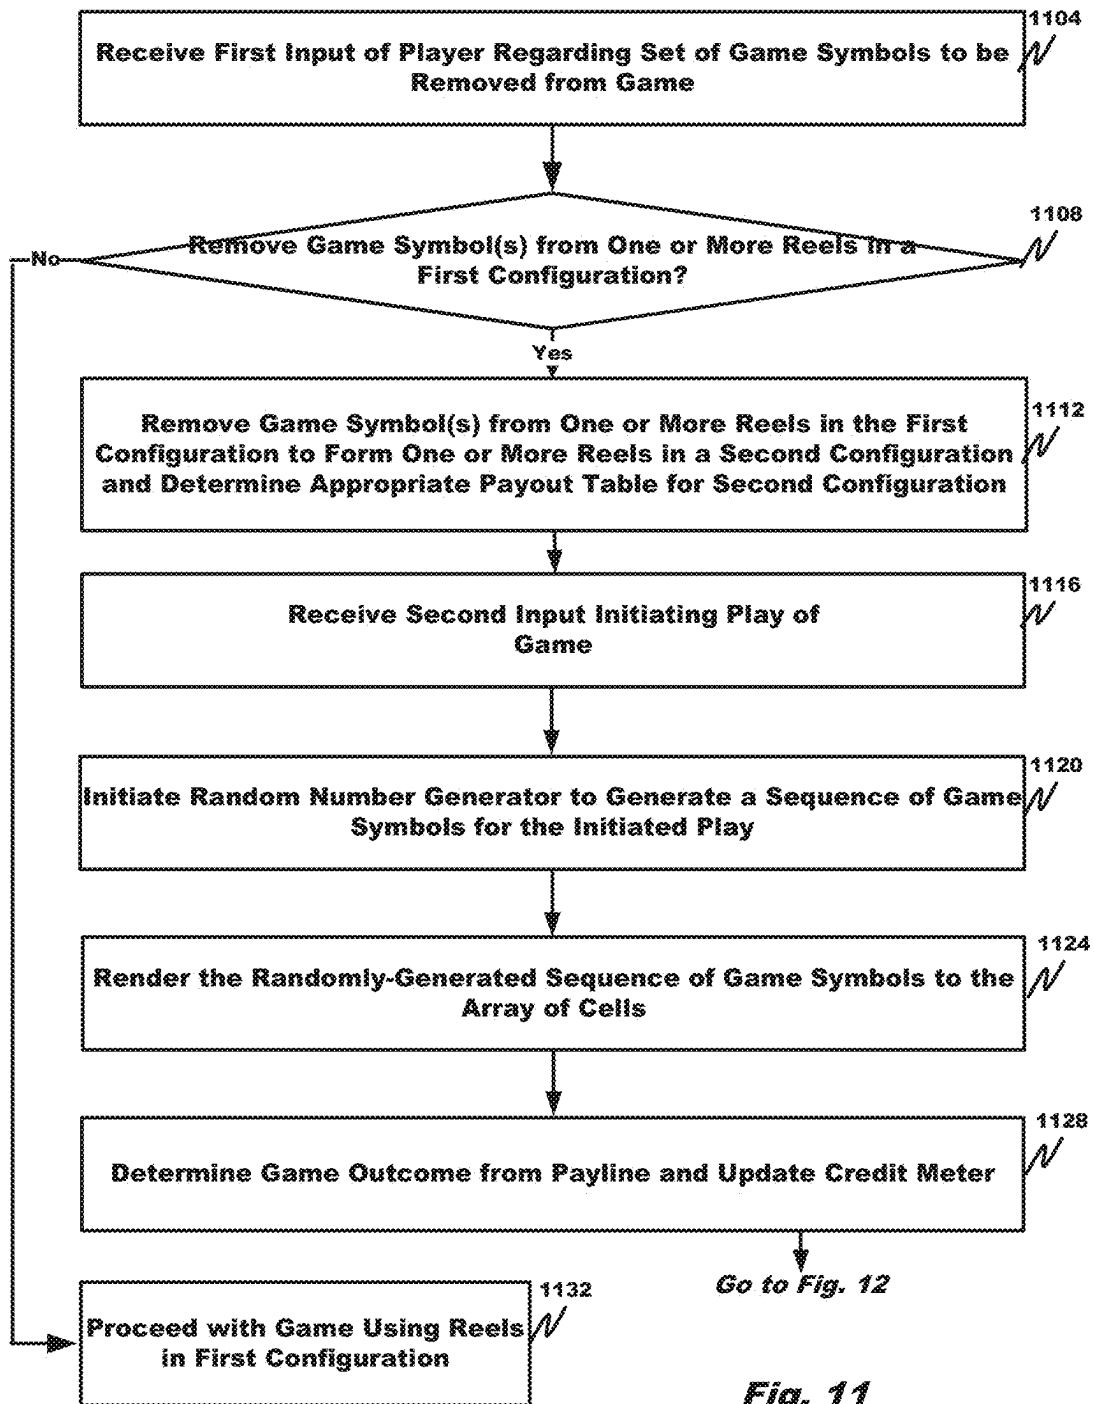 1104
Receive First Input of Player Regarding Set of Game Symbols to be
Removed from Game
1108
Remove Game Symbol(s) from One or More Reels in a
First Configuration?
No
Yes
1112
Remove Game Symbol(s) from One or More Reels in the First
Configuration to Form One or More Reels in a Second Configuration
and Determine Appropriate Payout Table for Second Configuration
1116
Receive Second Input Initiating Play of
Game
1120
Initiate Random Number Generator to Generate a Sequence of Game
Symbols for the Initiated Play
1124
Render the Randomly-Generated Sequence of Game Symbols to the
Array of Cells
1128
Determine Game Outcome from Payline and Update Credit Meter
Go to Fig. 12
1132
Proceed with Game Using Reels
in First Configuration
Fig. 11